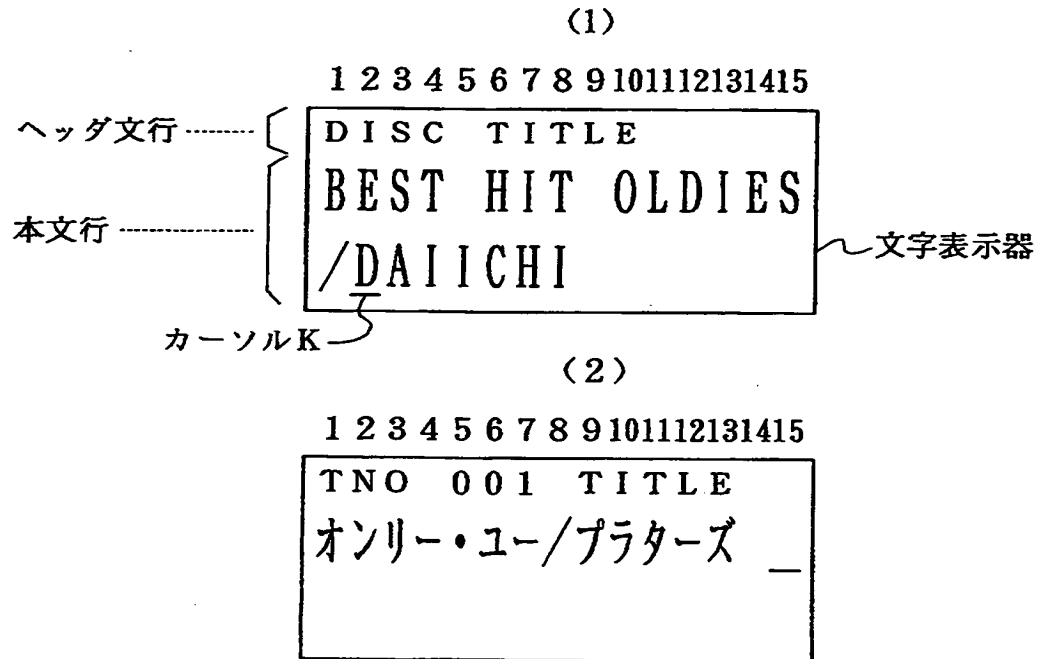 (1)
1 2 3 4 5 6 7 8 9 10 11 12 13 14 15
ヘッダ文行
DISC TITLE
BEST HIT OLDIES
本文行
文字表示器
/DAIICHI
カーソルK
(2)
1 2 3 4 5 6 7 8 9 10 11 12 13 14 15
TNO 001 TITLE
オンリー・ユー/プラターズ _